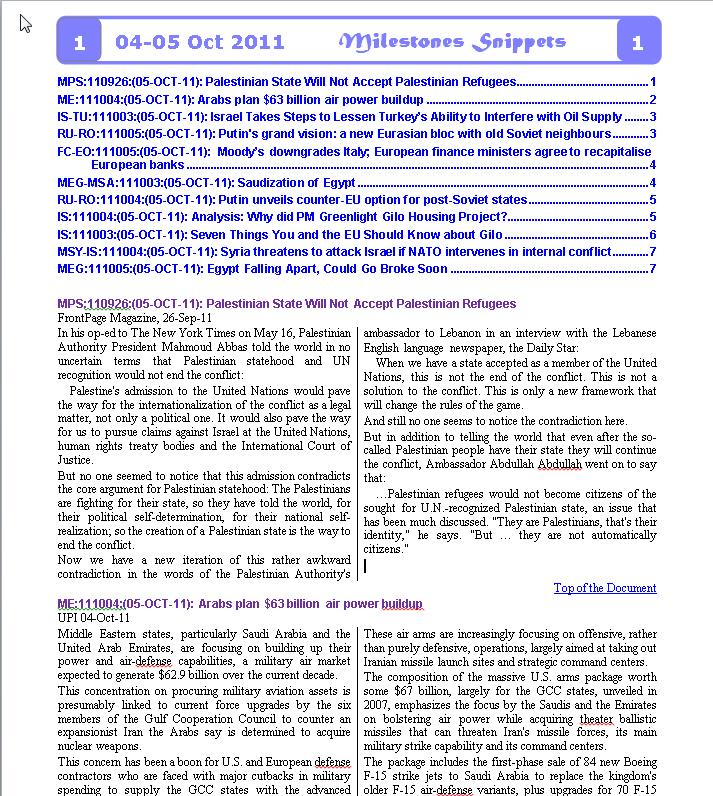 1 04-05 Oct 2011 Milestones Snippets 1
MPS:110926:(05-OCT-11): Palestinian State Will Not Accept Palestinian Refugees 1
ME:111004:(05-OCT-11): Arabs plan $63 billion air power buildup 2
IS-TU:111003:(05-OCT-11): Israel Takes Steps to Lessen Turkey's Ability to Interfere with Oil Supply 3
RU-RO:111005:(05-OCT-11): Putin's grand vision: a new Eurasian bloc with old Soviet neighbours 3
FC-EO:111005:(05-OCT-11): Moody's downgrades Italy; European finance ministers agree to recapitalise
European banks 4
MEG-MSA:111003:(05-OCT-11): Saudization of Egypt 4
RU-RO:111004:(05-OCT-11): Putin unveils counter-EU option for post-Soviet states 5
IS:111004:(05-OCT-11): Analysis: Why did PM Greenlight Gilo Housing Project? 5
IS:111003:(05-OCT-11): Seven Things You and the EU Should Know about Gilo 6
MSY-IS:111004:(05-OCT-11): Syria threatens to attack Israel if NATO intervenes in internal conflict 7
MEG:111005:(05-OCT-11): Egypt Falling Apart, Could Go Broke Soon 7
MPS:110926:(05-OCT-11): Palestinian State Will Not Accept Palestinian Refugees
FrontPage Magazine, 26-Sep-11
In his op-ed to The New York Times on May 16, Palestinian
Authority President Mahmoud Abbas told the world in no
uncertain terms that Palestinian statehood and UN
recognition would not end the conflict:
Palestine's admission to the United Nations would pave
the way for the internationalization of the conflict as a legal
matter, not only a political one. It would also pave the way
for us to pursue claims against Israel at the United Nations,
human rights treaty bodies and the International Court of
Justice.
But no one seemed to notice that this admission contradicts
the core argument for Palestinian statehood: The Palestinians
are fighting for their state, so they have told the world, for
their political self-determination, for their national self-
realization; so the creation of a Palestinian state is the way to
end the conflict.
Now we have a new iteration of this rather awkward
contradiction in the words of the Palestinian Authority's
ambassador to Lebanon in an interview with the Lebanese
English language newspaper, the Daily Star:
When we have a state accepted as a member of the United
Nations, this is not the end of the conflict. This is not a
solution to the conflict. This is only a new framework that
will change the rules of the game.
And still no one seems to notice the contradiction here.
But in addition to telling the world that even after the so-
called Palestinian people have their state they will continue
the conflict, Ambassador Abdullah Abdullah went on to say
that:
…Palestinian refugees would not become citizens of the
sought for U.N.-recognized Palestinian state, an issue that
has been much discussed. "They are Palestinians, that's their
identity," he says. "But … they are not automatically
citizens."
Top of the Document
ME:111004:(05-OCT-11): Arabs plan $63 billion air power buildup
UPI 04-Oct-11
Middle Eastern states, particularly Saudi Arabia and the
United Arab Emirates, are focusing on building up their
power and air-defense capabilities, a military air market
expected to generate $62.9 billion over the current decade.
This concentration on procuring military aviation assets is
presumably linked to current force upgrades by the six
members of the Gulf Cooperation Council to counter an
expansionist Iran the Arabs say is determined to acquire
nuclear weapons.
This concern has been a boon for U.S. and European defense
contractors who are faced with major cutbacks in military
spending to supply the GCC states with the advanced
These air arms are increasingly focusing on offensive, rather
than purely defensive, operations, largely aimed at taking out
Iranian missile launch sites and strategic command centers.
The composition of the massive U.S. arms package worth
some $67 billion, largely for the GCC states, unveiled in
2007, emphasizes the focus by the Saudis and the Emirates
on bolstering air power while acquiring theater ballistic
missiles that can threaten Iran's missile forces, its main
military strike capability and its command centers.
The package includes the first-phase sale of 84 new Boeing
F-15 strike jets to Saudi Arabia to replace the kingdom's
older F-15 air-defense variants, plus upgrades for 70 F-15